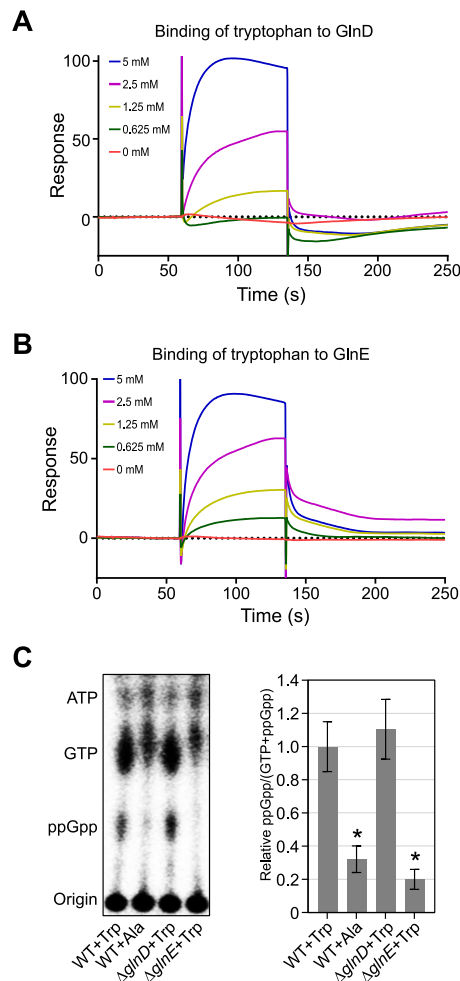 A
Binding of tryptophan to GlnD
100
50
0
Response
5 mM
2.5 mM
1.25 mM
0.625 mM
0 mM
0 50 100 150 200 250
Time (s)
B
Binding of tryptophan to GlnE
100
50
0
Response
5 mM
2.5 mM
1.25 mM
0.625 mM
0 mM
0 50 100 150 200 250
Time (s)
C
ATP
GTP
ppGpp
Origin
WT+Trp
WT+Ala
ΔglnD+Trp
ΔglnE+Trp
Relative ppGpp/(GTP+ppGpp)
1.4
1.2
1.0
0.8
0.6
0.4
0.2
0
* *
WT+Trp
WT+Ala
ΔglnD+Trp
ΔglnE+Trp